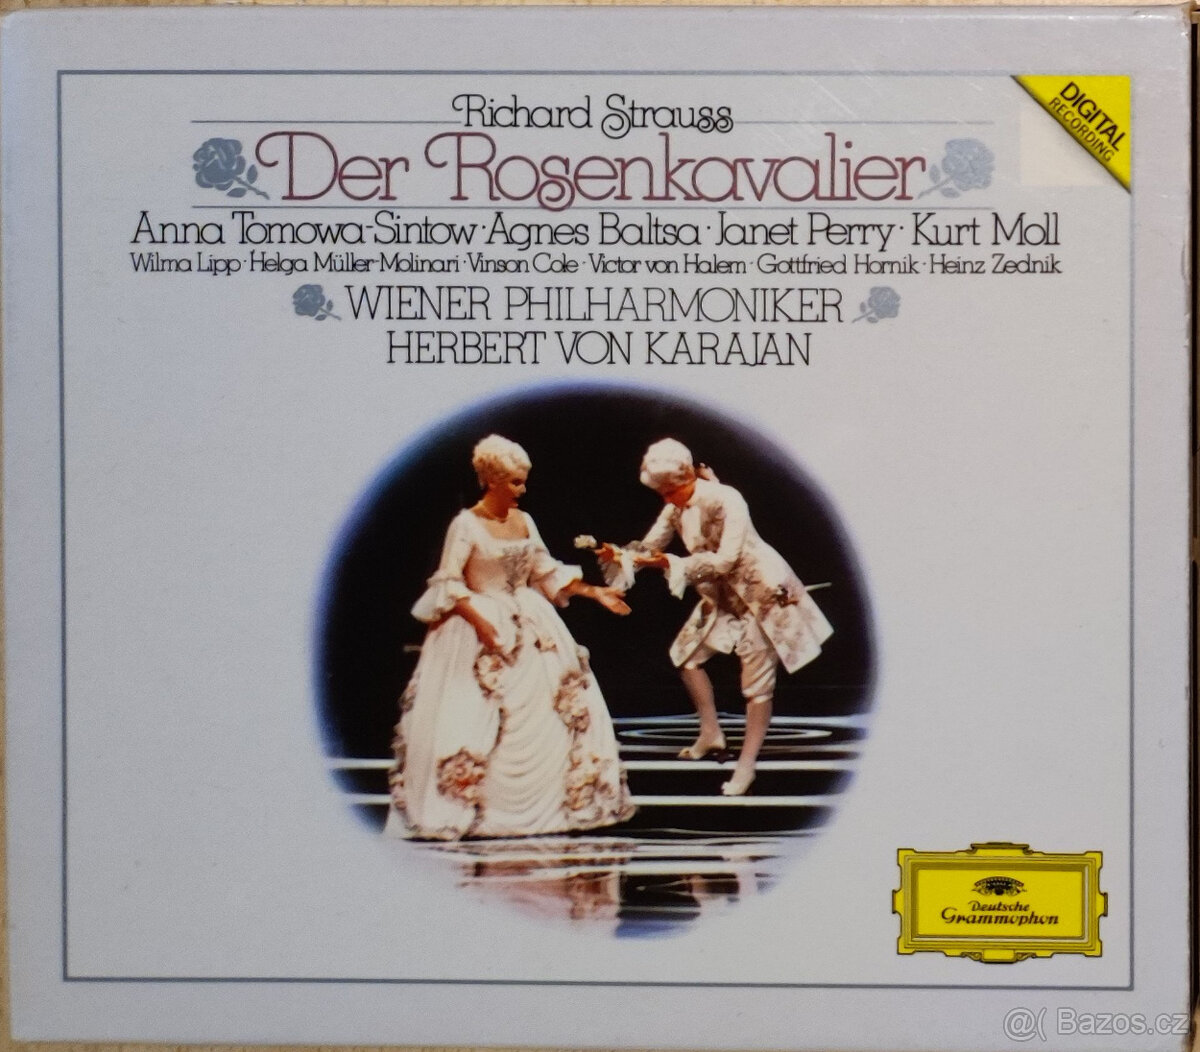 Richard Strauss
Der Rosenkavalier
Anna Tomowa-Sintow · Agnes Baltsa · Janet Perry · Kurt Moll
Wilma Lipp · Helga Müller-Molinari · Vinson Cole · Victor von Halem · Gottfried Hornik · Heinz Zednik
WIENER PHILHARMONIKER
HERBERT VON KARAJAN
DIGITAL
RECORDING
Deutsche
Grammophon
@( Bazos.cz